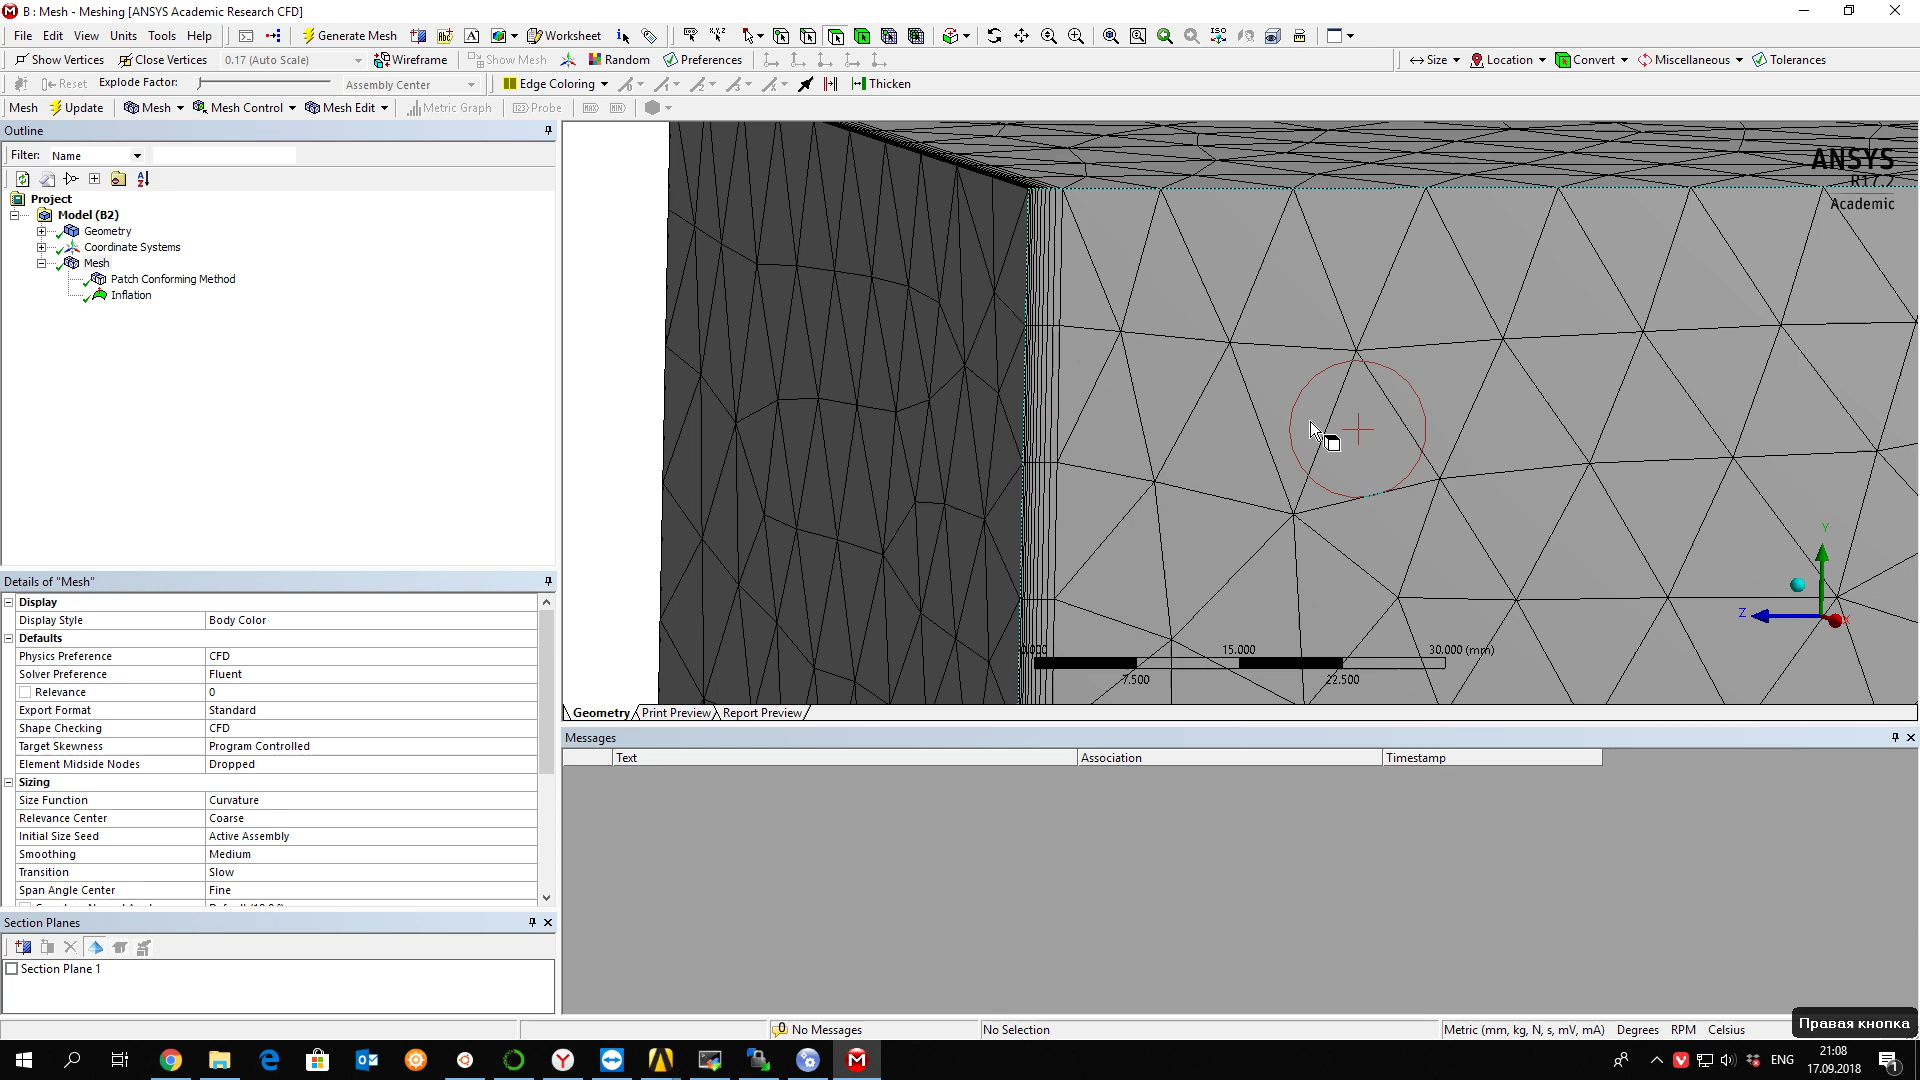 B : Mesh - Meshing [ANSYS Academic Research CFD]
File Edit View Units Tools Help Generate Mesh Worksheet
Show Vertices Close Vertices 0.17 (Auto Scale) Wireframe Show Mesh Random Preferences Size Location Convert Miscellaneous Tolerances
Reset Explode Factor: Assembly Center Edge Coloring Thicken
Mesh Update Mesh Mesh Control Mesh Edit Metric Graph Probe
Outline
Filter: Name
Project
Model (B2)
Geometry
Coordinate Systems
Mesh
Patch Conforming Method
Inflation
Details of "Mesh"
Display
Display Style Body Color
Defaults
Physics Preference CFD
Solver Preference Fluent
Relevance 0
Export Format Standard
Shape Checking CFD
Target Skewness Program Controlled
Element Midside Nodes Dropped
Sizing
Size Function Curvature
Relevance Center Coarse
Initial Size Seed Active Assembly
Smoothing Medium
Transition Slow
Span Angle Center Fine
Section Planes
Section Plane 1
ANSYS
R17.2
Academic
Y
Z
X
0.000 15.000 30.000 (mm)
7.500 22.500
Geometry Print Preview Report Preview
Messages
Text Association Timestamp
0 No Messages No Selection Metric (mm, kg, N, s, mV, mA) Degrees RPM Celsius
Правая кнопка
ENG
21:08
17.09.2018
1